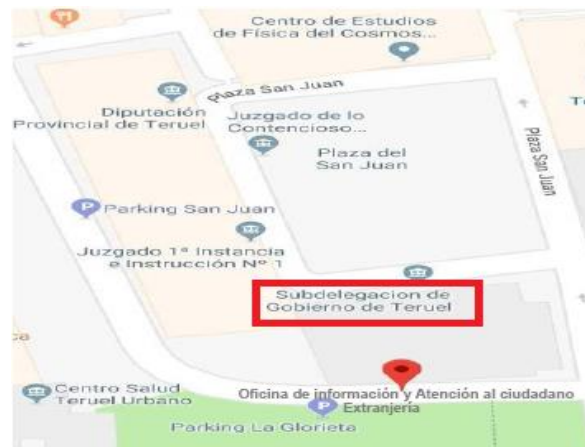 Centro de Estudios
de Física del Cosmos...
Plaza San Juan
Diputación
Provincial de Teruel
Juzgado de lo
Contencioso...
Plaza del
San Juan
Plaza San Juan
P Parking San Juan
Juzgado 1ª Instancia
e Instrucción Nº 1
Subdelegacion de
Gobierno de Teruel
Centro Salud
Teruel Urbano
Oficina de información y Atención al ciudadano
P Extranjería
Parking La Glorieta